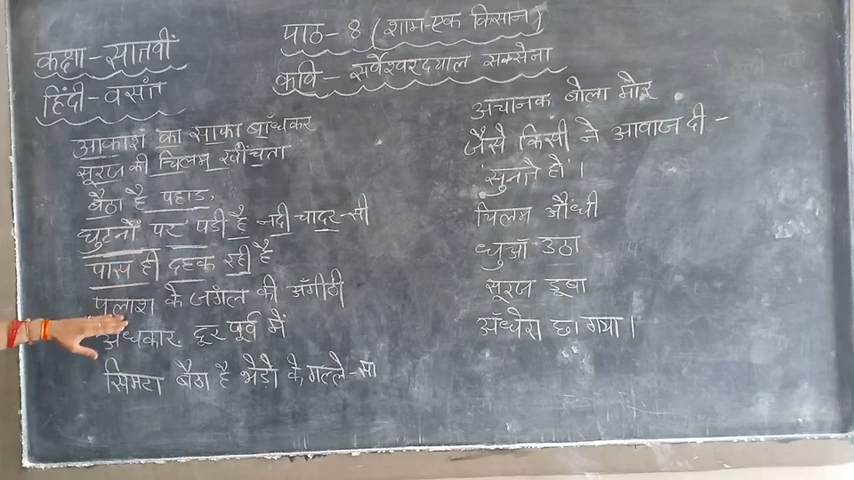 कक्षा-सातवीं
हिंदी-वसंत
पाठ-8 (शाम-एक किसान)
कवि- सर्वेश्वरदयाल सक्सेना
आकाश का साका बाँधकर
सूरज की चिलम खींचता
बैठा है पहाड़,
घुटनों पर पडी है नदी चादर-सी
पास ही दहक रही है
पलाश के जगंल की अँगीठी
अंधकार दूर पूर्व में
सिमटा बैठा है भेडों के, गल्ले-सा
अचानक बोला मोर
जैसे किसी ने आवाज दी-
'सुनते हो'।
चिलम औंधी
धुआँ उठा
सूरज डूबा
अँधेरा छा गया।